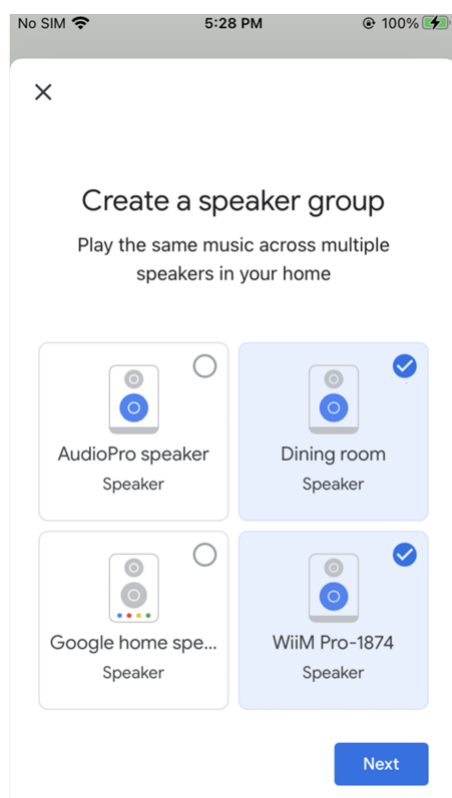 No SIM 5:28 PM 100%
Create a speaker group
Play the same music across multiple
speakers in your home
AudioPro speaker
Speaker
Dining room
Speaker
Google home spe...
Speaker
WiiM Pro-1874
Speaker
Next